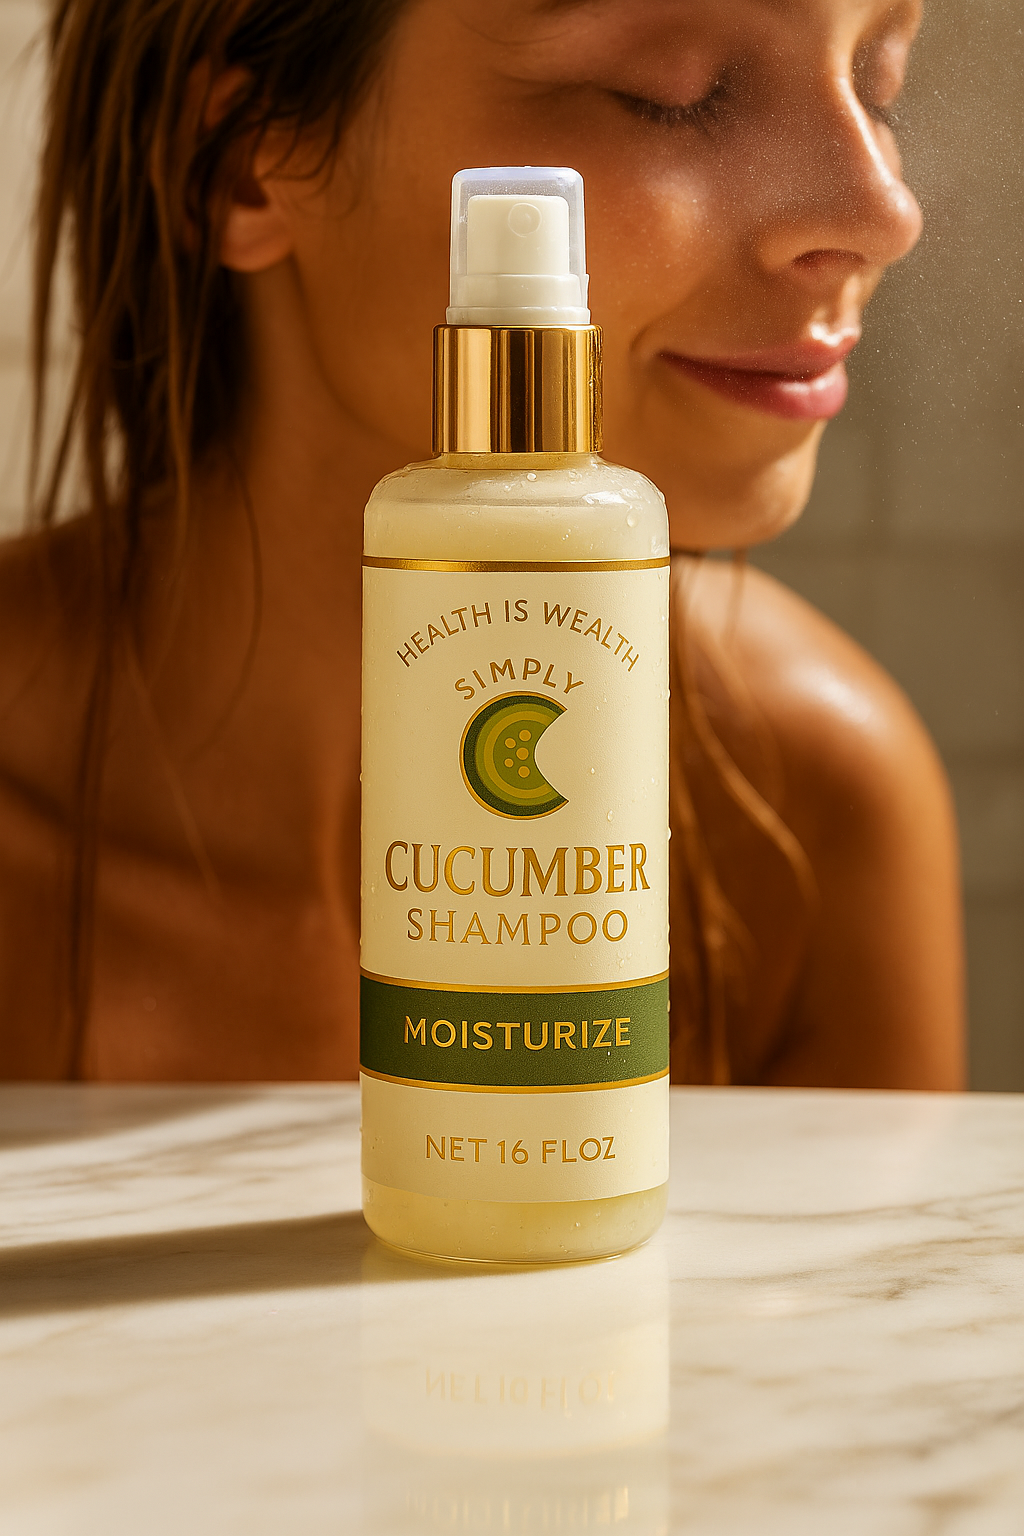 HEALTH IS WEALTH
SIMPLY
CUCUMBER
SHAMPOO
MOISTURIZE
NET 16 FLOZ